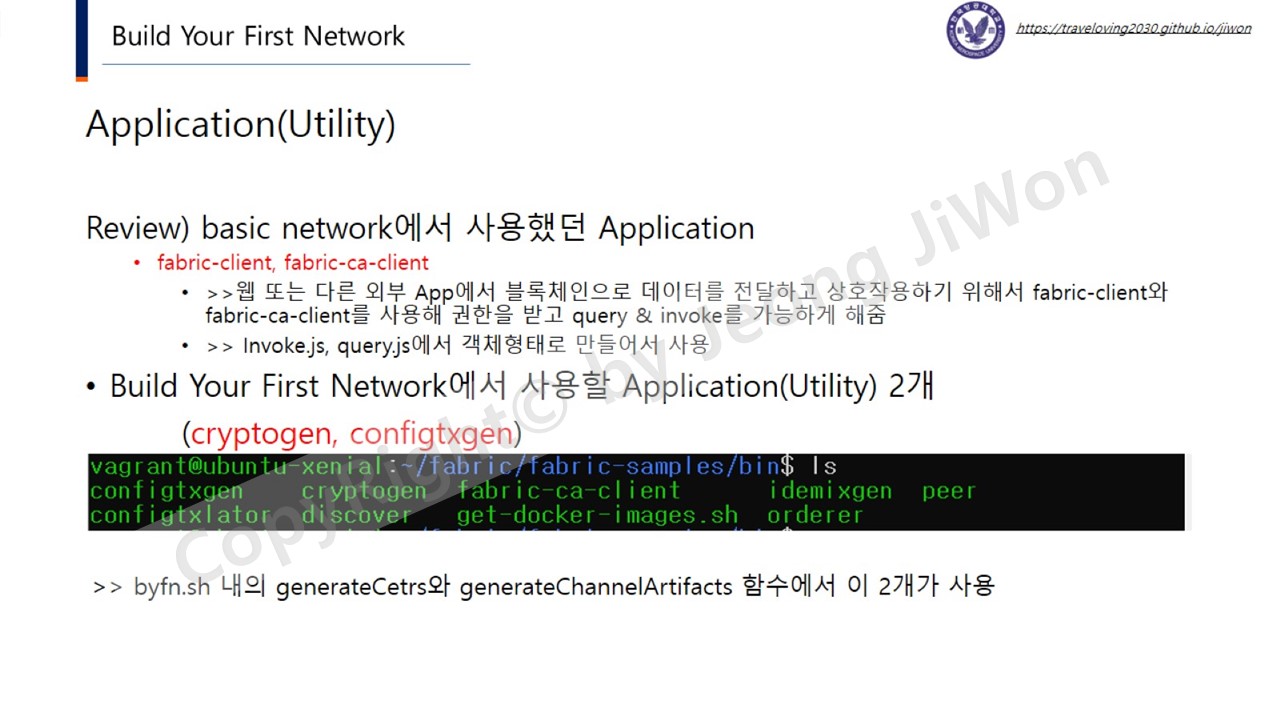 Build Your First Network
https://traveloving2030.github.io/jiwon
Application(Utility)
Review) basic network에서 사용했던 Application
• fabric-client, fabric-ca-client
• >>웹 또는 다른 외부 App에서 블록체인으로 데이터를 전달하고 상호작용하기 위해서 fabric-client와
fabric-ca-client를 사용해 권한을 받고 query & invoke를 가능하게 해줌
• >> Invoke.js, query.js에서 객체형태로 만들어서 사용
• Build Your First Network에서 사용할 Application(Utility) 2개
(cryptogen, configtxgen)
vagrant@ubuntu-xenial:~/fabric/fabric-samples/bin$ ls
configtxgen cryptogen fabric-ca-client idemixgen peer
configtxlator discover get-docker-images.sh orderer
>> byfn.sh 내의 generateCetrs와 generateChannelArtifacts 함수에서 이 2개가 사용
CopyRight© by Jeong JiWon